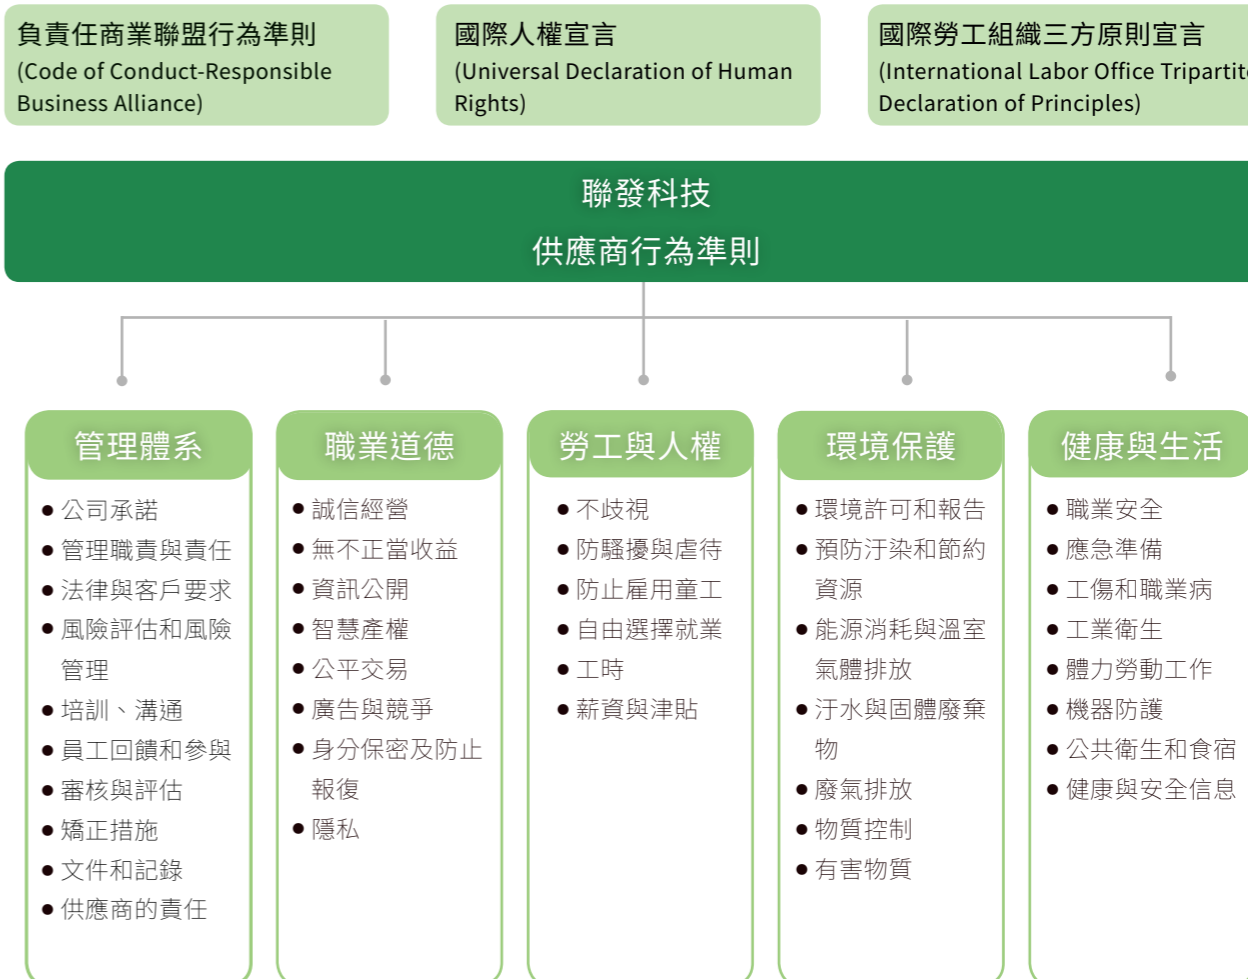 負責任商業聯盟行為準則
(Code of Conduct-Responsible
Business Alliance)
國際人權宣言
(Universal Declaration of Human
Rights)
國際勞工組織三方原則宣言
(International Labor Office Tripartite
Declaration of Principles)
聯發科技
供應商行為準則
管理體系
● 公司承諾
● 管理職責與責任
● 法律與客戶要求
● 風險評估和風險
管理
● 培訓、溝通
● 員工回饋和參與
● 審核與評估
● 矯正措施
● 文件和記錄
● 供應商的責任
職業道德
● 誠信經營
● 無不正當收益
● 資訊公開
● 智慧產權
● 公平交易
● 廣告與競爭
● 身分保密及防止
報復
● 隱私
勞工與人權
● 不歧視
● 防騷擾與虐待
● 防止雇用童工
● 自由選擇就業
● 工時
● 薪資與津貼
環境保護
● 環境許可和報告
● 預防汙染和節約
資源
● 能源消耗與溫室
氣體排放
● 汙水與固體廢棄
物
● 廢氣排放
● 物質控制
● 有害物質
健康與生活
● 職業安全
● 應急準備
● 工傷和職業病
● 工業衛生
● 體力勞動工作
● 機器防護
● 公共衛生和食宿
● 健康與安全信息